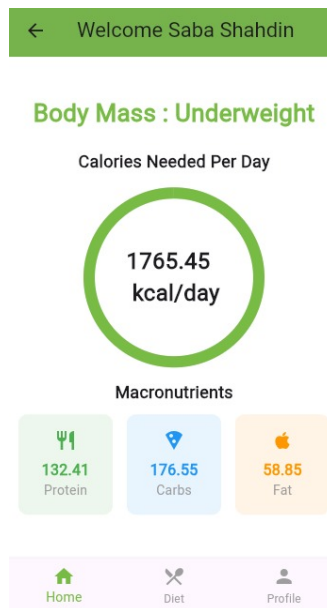 Welcome Saba Shahdin
Body Mass : Underweight
Calories Needed Per Day
1765.45
kcal/day
Macronutrients
132.41 176.55 58.85
Protein Carbs Fat
Home Diet Profile